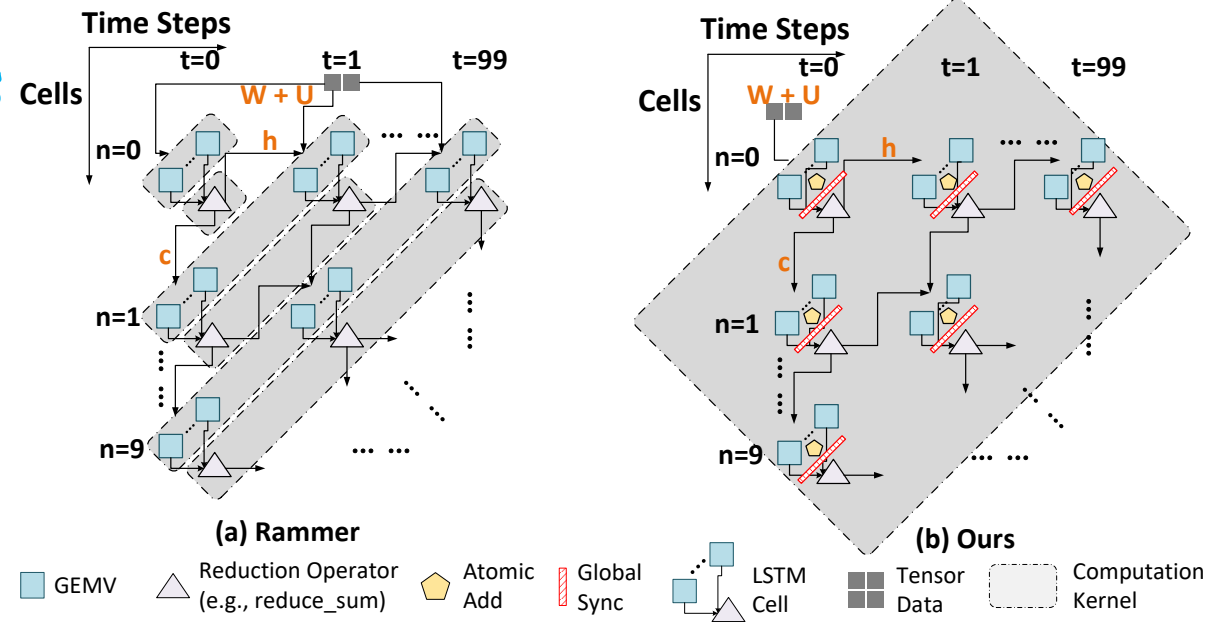 Time Steps
t=0 t=1 t=99
Cells
W + U
n=0
h
c
n=1
n=9
(a) Rammer
Time Steps
t=0 t=1 t=99
Cells
W + U
n=0
h
c
n=1
n=9
(b) Ours
GEMV
Reduction Operator
(e.g., reduce_sum)
Atomic
Add
Global
Sync
LSTM
Cell
Tensor
Data
Computation
Kernel